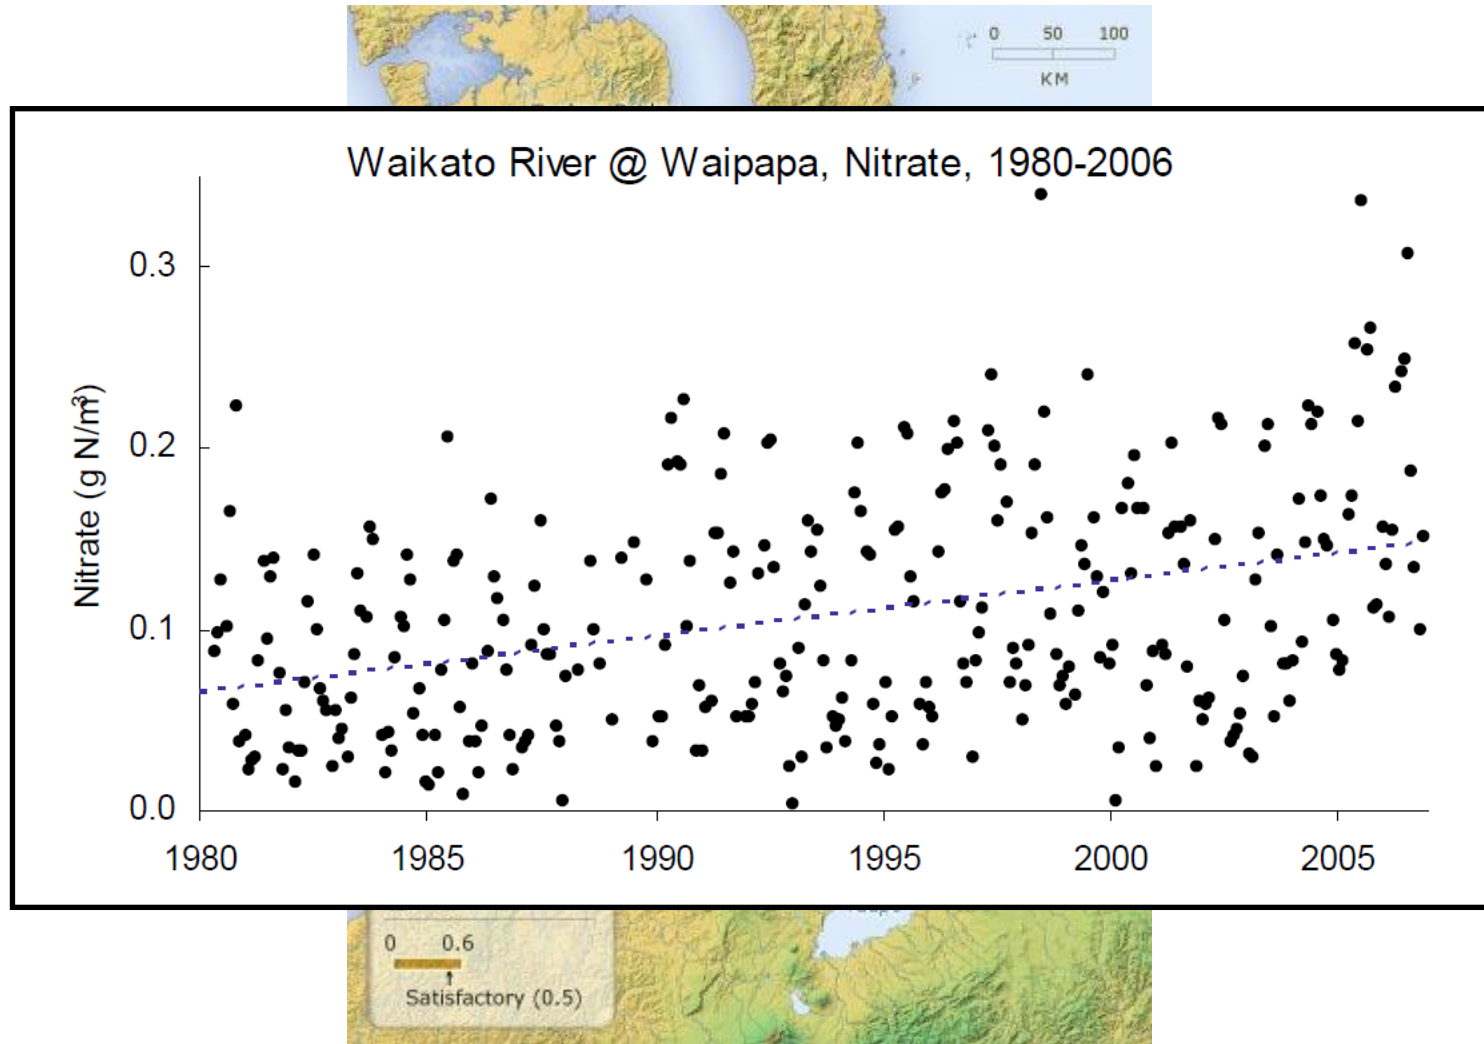 0 50 100
KM
Waikato River @ Waipapa, Nitrate, 1980-2006
Nitrate (g N/m³)
0.3
0.2
0.1
0.0
1980 1985 1990 1995 2000 2005
0 0.6
Satisfactory (0.5)